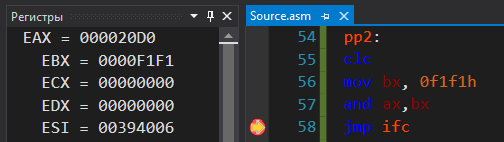 Регистры
EAX = 000020D0
EBX = 0000F1F1
ECX = 00000000
EDX = 00000000
ESI = 00394006
Source.asm
54 pp2:
55 clc
56 mov bx, 0f1f1h
57 and ax,bx
58 jmp ifc